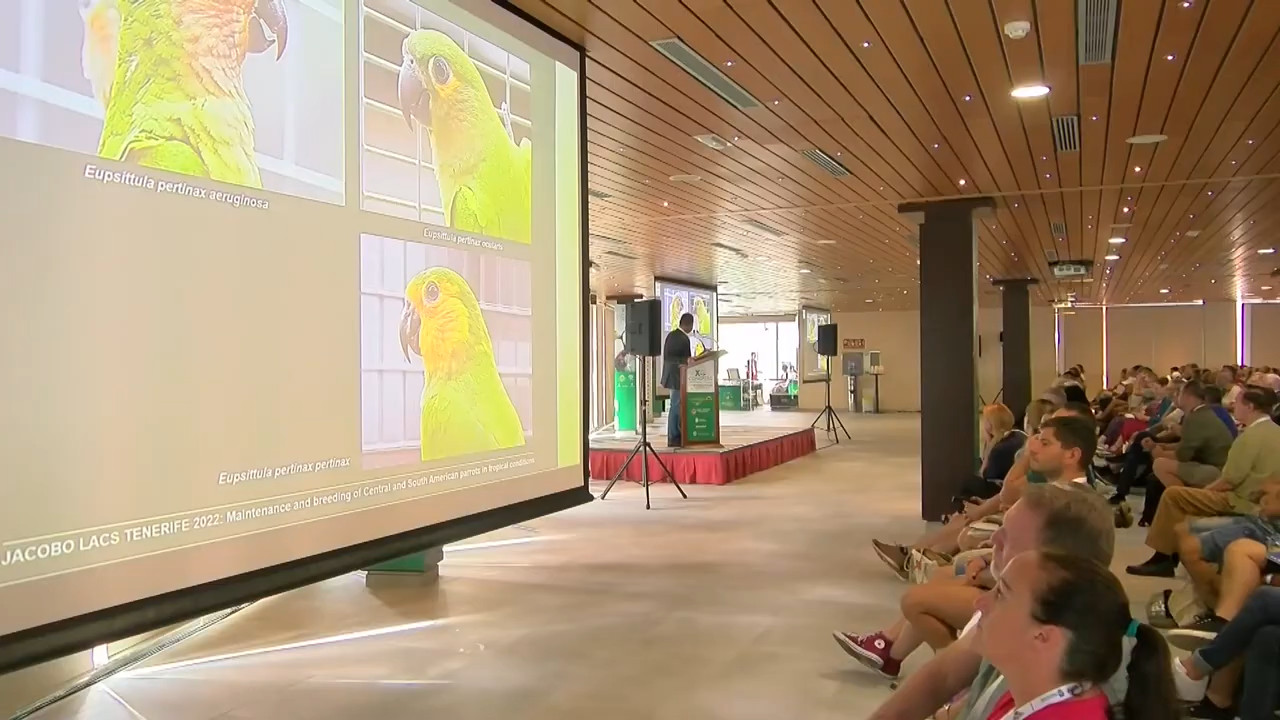 Eupsittula pertinax aeruginosa
Eupsittula pertinax ocularis
Eupsittula pertinax pertinax
JACOBO LACS TENERIFE 2022: Maintenance and breeding of Central and South American parrots in tropical conditions